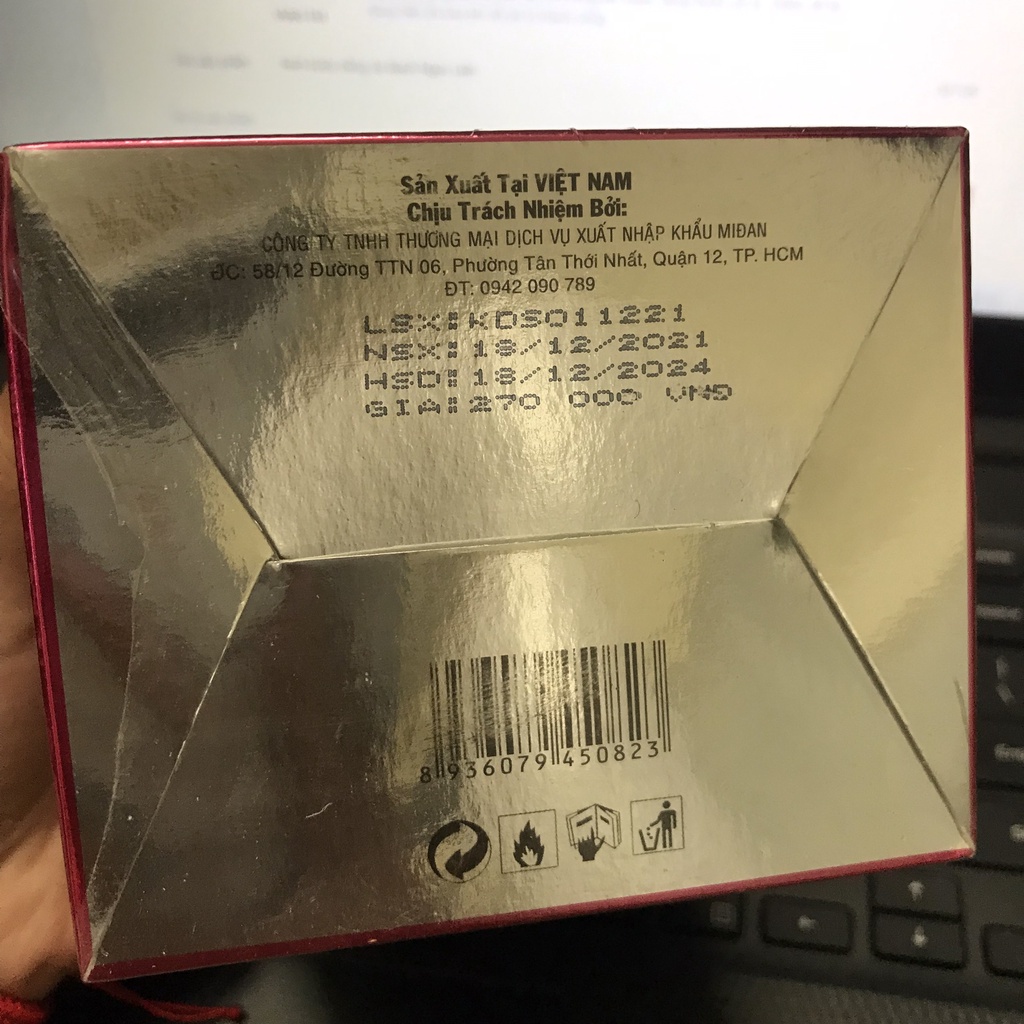 Sản Xuất Tại VIỆT NAM
Chịu Trách Nhiệm Bởi:
CÔNG TY TNHH THƯƠNG MẠI DỊCH VỤ XUẤT NHẬP KHẨU MIĐAN
ĐC: 58/12 Đường TTN 06, Phường Tân Thới Nhất, Quận 12, TP. HCM
ĐT: 0942 090 789
LSX:KDS011221
NSX:18/12/2021
HSD:18/12/2024
GIA:270 000 VND
8 936079 450823